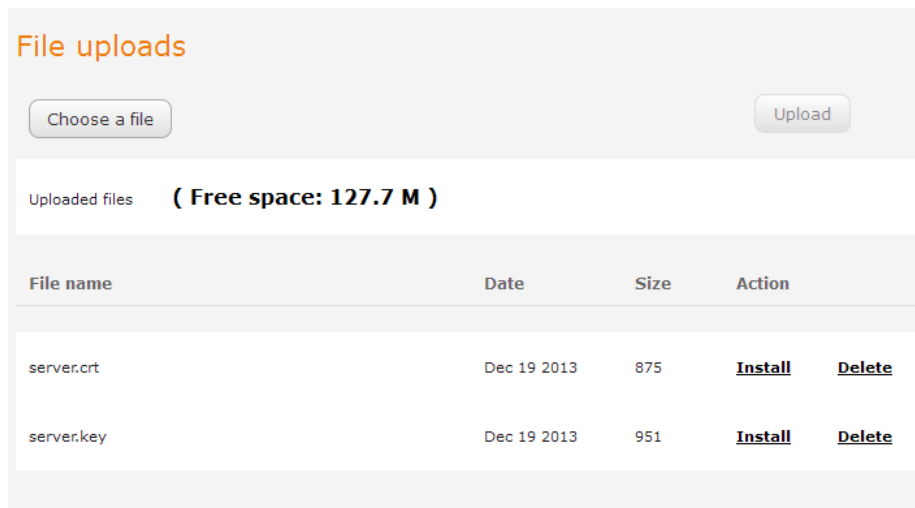 File uploads
Choose a file Upload
Uploaded files ( Free space: 127.7 M )
File name Date Size Action
server.crt Dec 19 2013 875 Install Delete
server.key Dec 19 2013 951 Install Delete